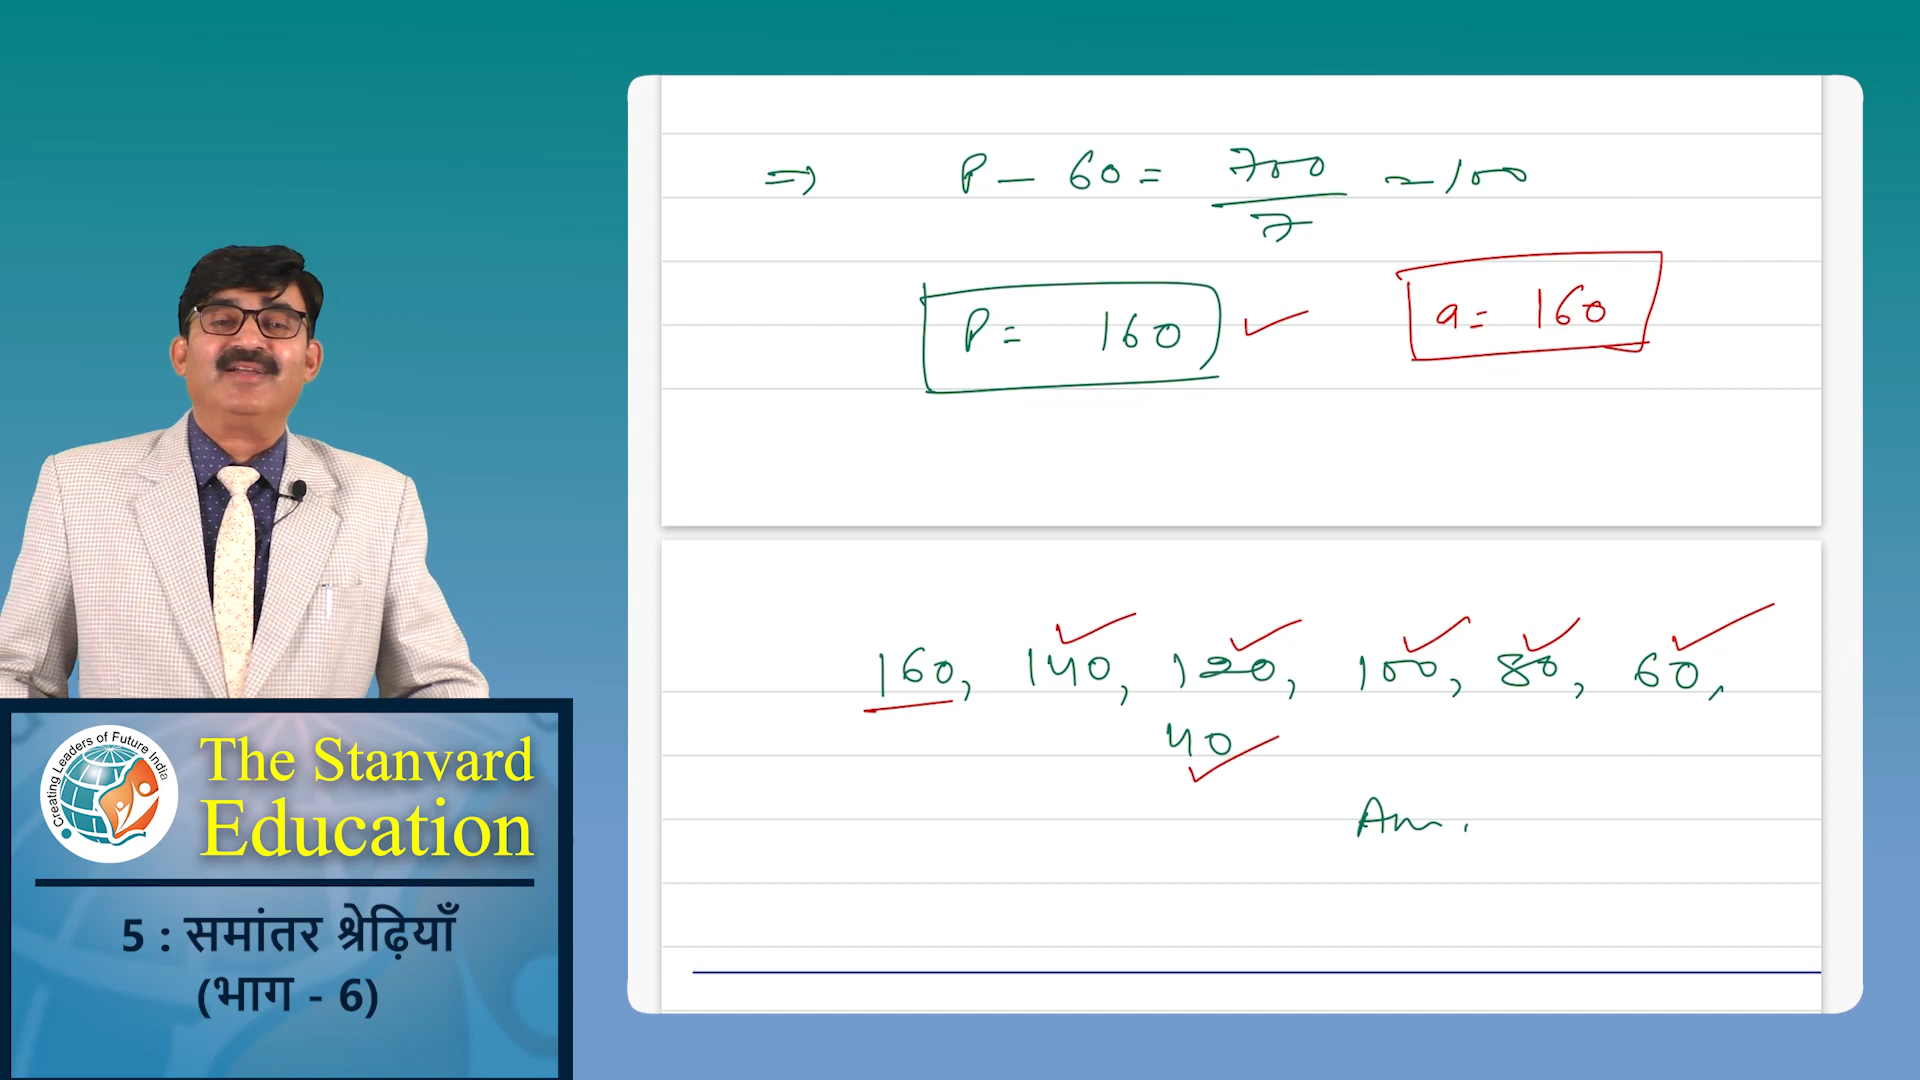 ⇒ P - 60 = 700/7 = 100
P = 160 ✓ a = 160
160, 140, 120, 100, 80, 60,
40
Ans.
Creating Leaders of Future India
The Stanvard
Education
5 : समांतर श्रेढ़ियाँ
(भाग - 6)